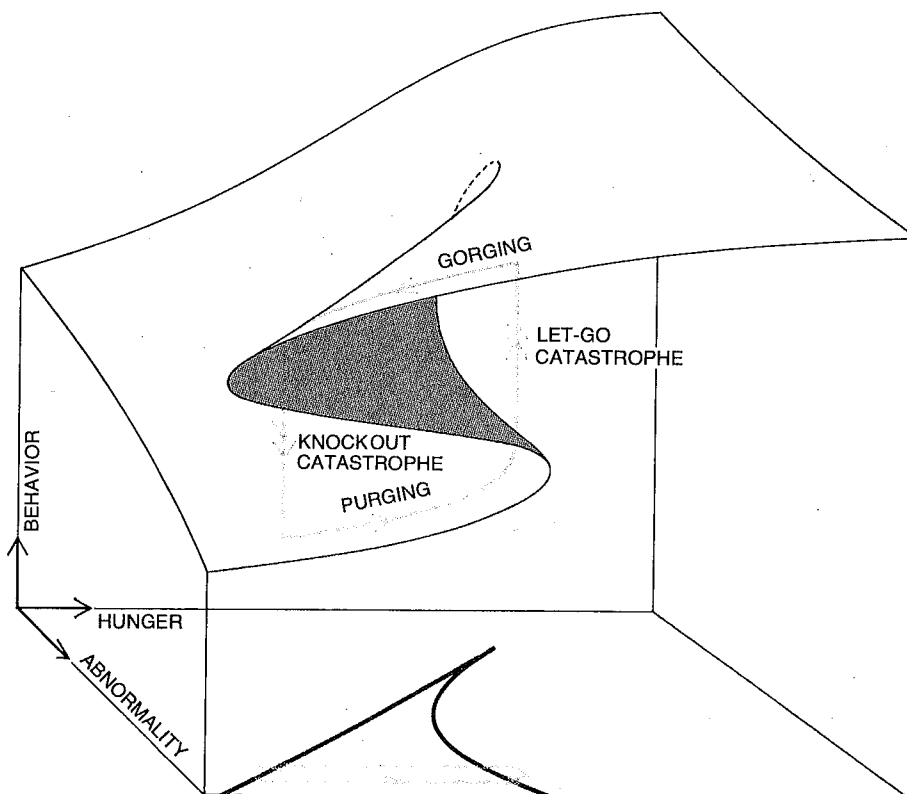 GORGING
LET-GO
CATASTROPHE
KNOCKOUT
CATASTROPHE
PURGING
BEHAVIOR
HUNGER
ABNORMALITY